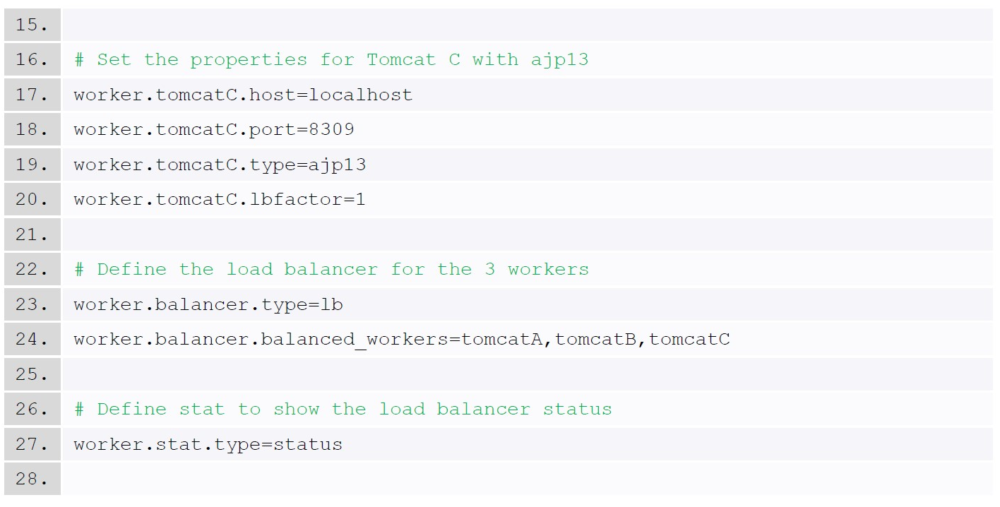 15.
16. # Set the properties for Tomcat C with ajp13
17. worker.tomcatC.host=localhost
18. worker.tomcatC.port=8309
19. worker.tomcatC.type=ajp13
20. worker.tomcatC.lbfactor=1
21.
22. # Define the load balancer for the 3 workers
23. worker.balancer.type=lb
24. worker.balancer.balanced_workers=tomcatA,tomcatB,tomcatC
25.
26. # Define stat to show the load balancer status
27. worker.stat.type=status
28.